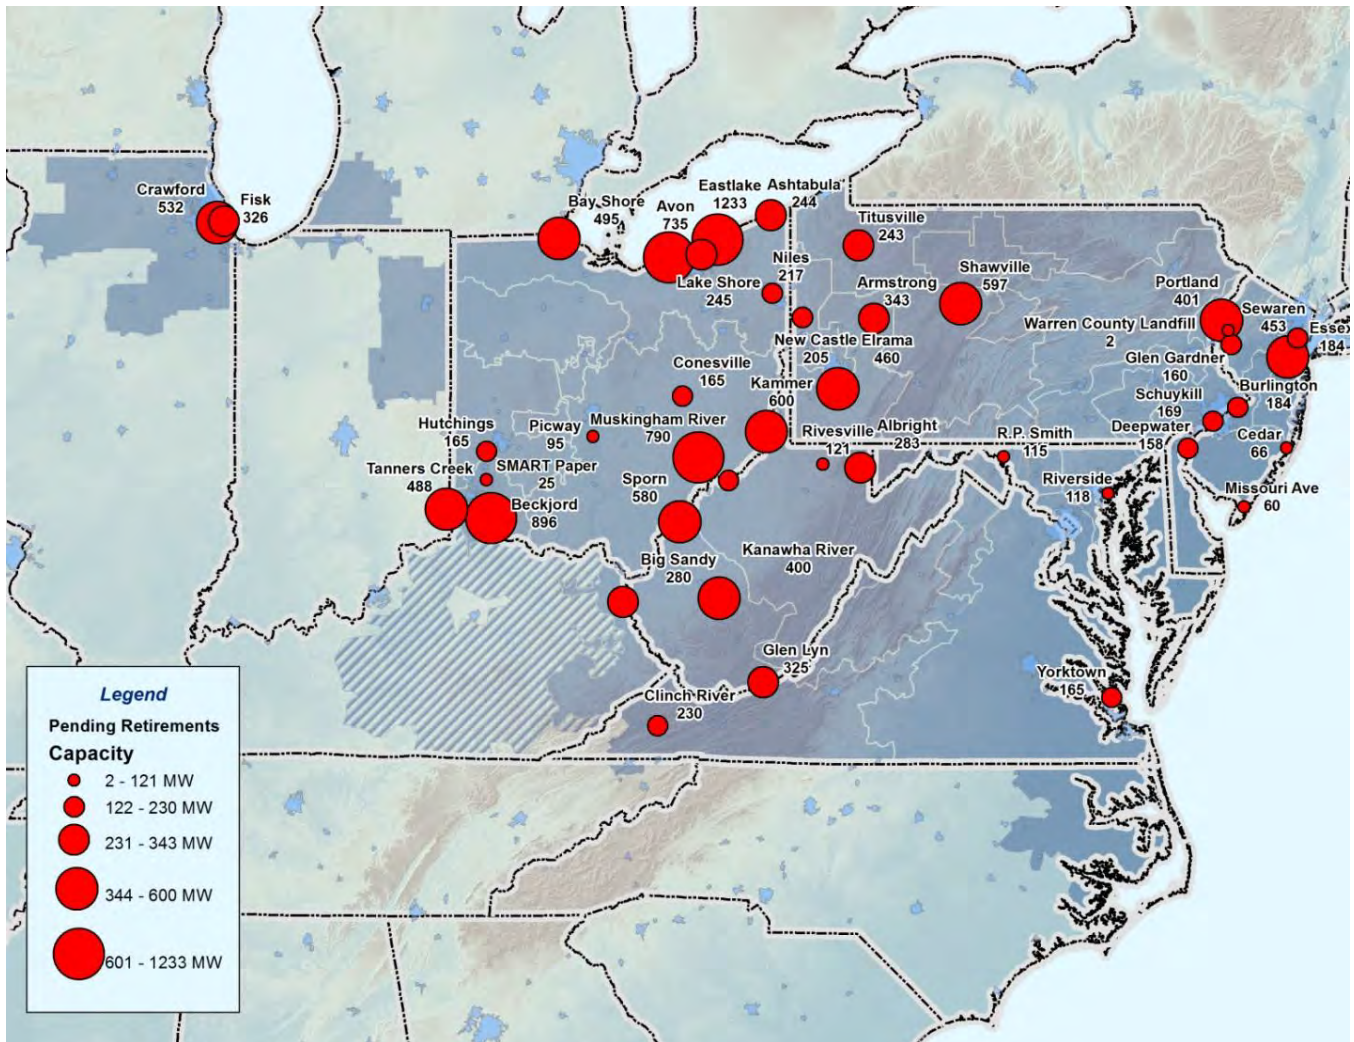 Crawford
532
Fisk
326
Bay Shore
495
Avon
735
Eastlake
1233
Ashtabula
244
Titusville
243
Lake Shore
245
Niles
217
Armstrong
343
Shawville
597
Portland
401
Sewaren
453
Essex
184
Warren County Landfill
2
New Castle
205
Elrama
460
Glen Gardner
160
Conesville
165
Kammer
600
Burlington
184
Schuykill
169
Hutchings
165
Picway
95
Muskingham River
790
Rivesville
121
Albright
283
R.P. Smith
115
Deepwater
158
Cedar
66
Tanners Creek
488
SMART Paper
25
Sporn
580
Riverside
118
Missouri Ave
60
Beckjord
896
Big Sandy
280
Kanawha River
400
Glen Lyn
325
Clinch River
230
Yorktown
165
Legend
Pending Retirements
Capacity
2 - 121 MW
122 - 230 MW
231 - 343 MW
344 - 600 MW
601 - 1233 MW